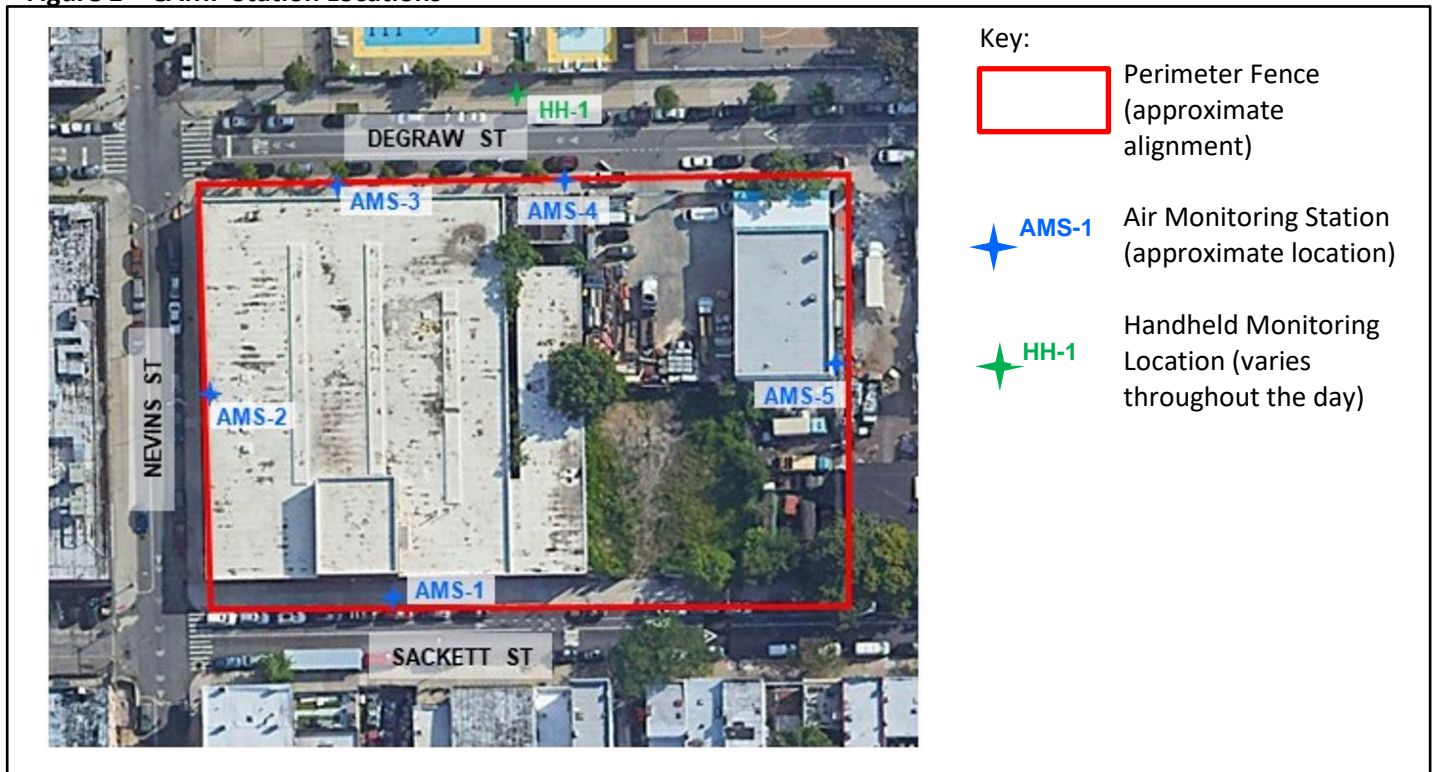 Key:
Perimeter Fence
(approximate
alignment)
AMS-1
Air Monitoring Station
(approximate location)
HH-1
Handheld Monitoring
Location (varies
throughout the day)
HH-1
DEGRAW ST
AMS-3
AMS-4
NEVINS ST
AMS-2
AMS-5
AMS-1
SACKETT ST